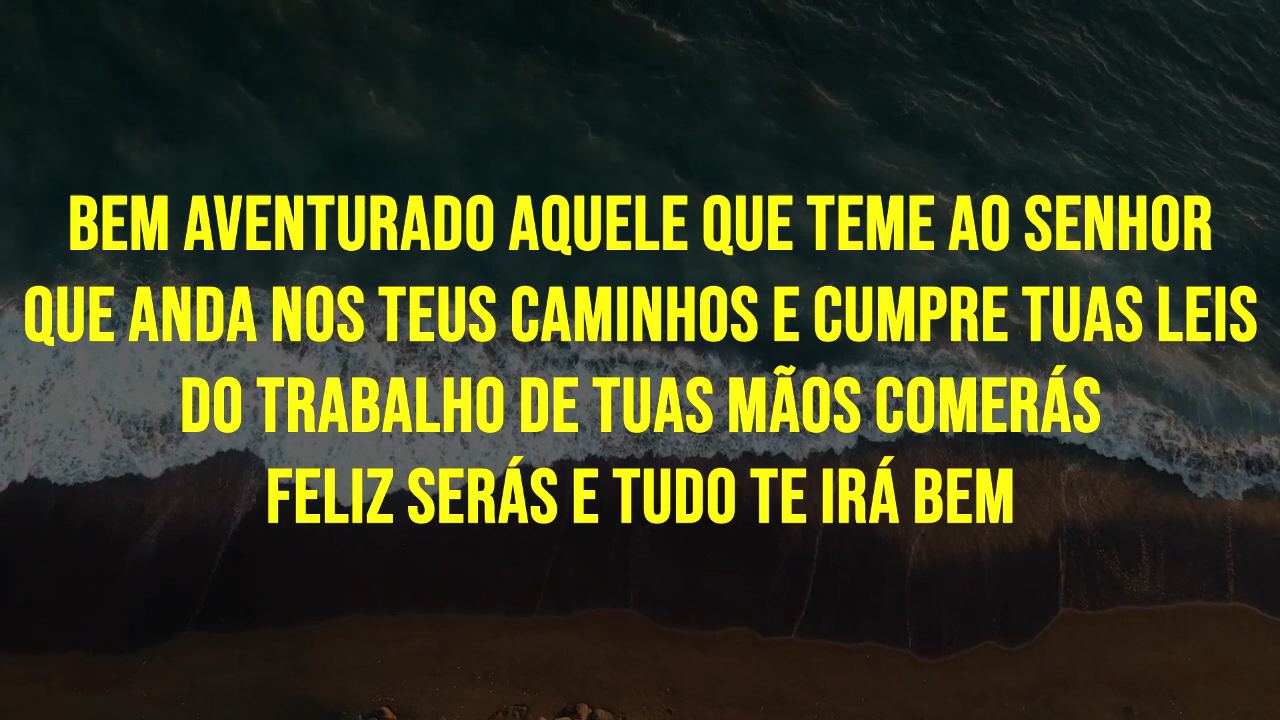 BEM AVENTURADO AQUELE QUE TEME AO SENHOR
QUE ANDA NOS TEUS CAMINHOS E CUMPRE TUAS LEIS
DO TRABALHO DE TUAS MÃOS COMERÁS
FELIZ SERÁS E TUDO TE IRÁ BEM